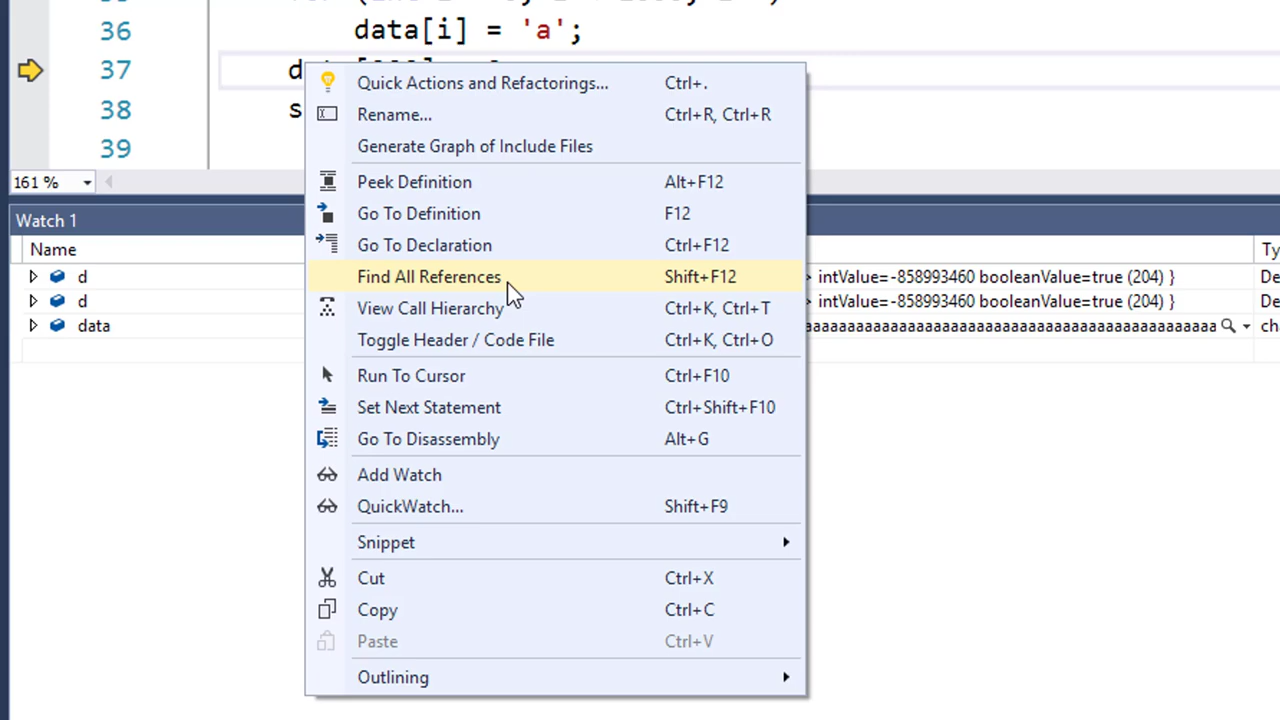 36 data[i] = 'a';
37 d
38 s
39
161 %
Quick Actions and Refactorings... Ctrl+.
Rename... Ctrl+R, Ctrl+R
Generate Graph of Include Files
Peek Definition Alt+F12
Go To Definition F12
Go To Declaration Ctrl+F12
Find All References Shift+F12
View Call Hierarchy Ctrl+K, Ctrl+T
Toggle Header / Code File Ctrl+K, Ctrl+O
Run To Cursor Ctrl+F10
Set Next Statement Ctrl+Shift+F10
Go To Disassembly Alt+G
Add Watch
QuickWatch... Shift+F9
Snippet
Cut Ctrl+X
Copy Ctrl+C
Paste Ctrl+V
Outlining
Watch 1
Name Ty
d intValue=-858993460 booleanValue=true (204) } De
d intValue=-858993460 booleanValue=true (204) } De
data ch